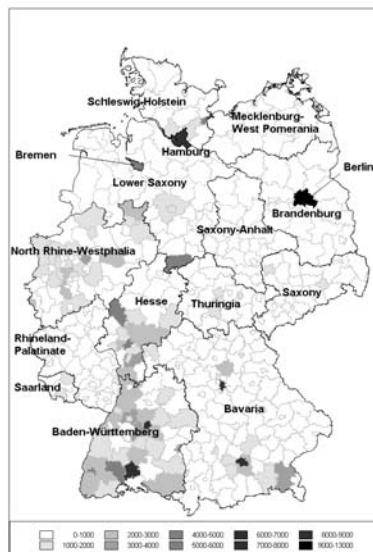 Schleswig-Holstein
Mecklenburg-
West Pomerania
Bremen
Hamburg
Berlin
Lower Saxony
Brandenburg
Saxony-Anhalt
North Rhine-Westphalia
Hesse
Thuringia
Saxony
Rhineland-
Palatinate
Saarland
Bavaria
Baden-Württemberg
0-1000 2000-3000 4000-5000 6000-7000 8000-9000
1000-2000 3000-4000 5000-6000 7000-8000 9000-13000